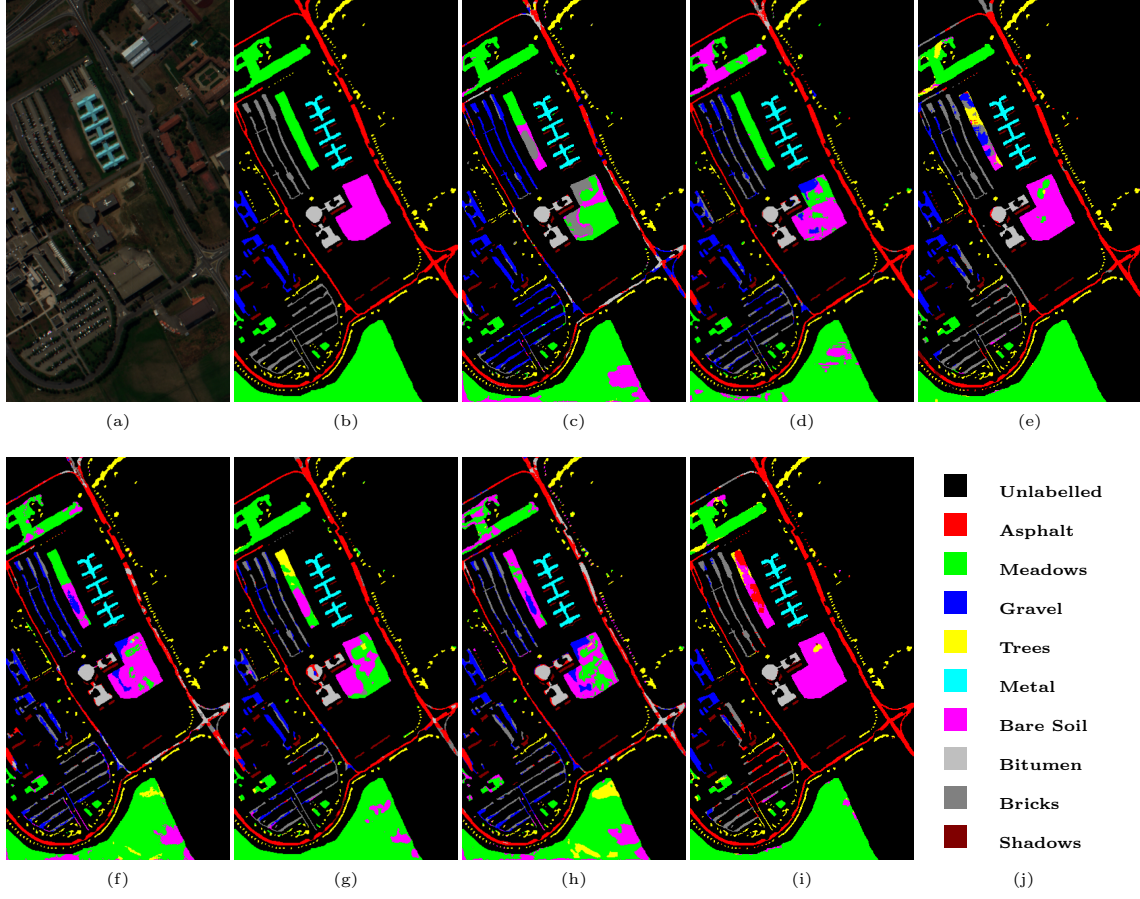 (a)
(b)
(c)
(d)
(e)
Unlabelled
Asphalt
Meadows
Gravel
Trees
Metal
Bare Soil
Bitumen
Bricks
Shadows
(f)
(g)
(h)
(i)
(j)